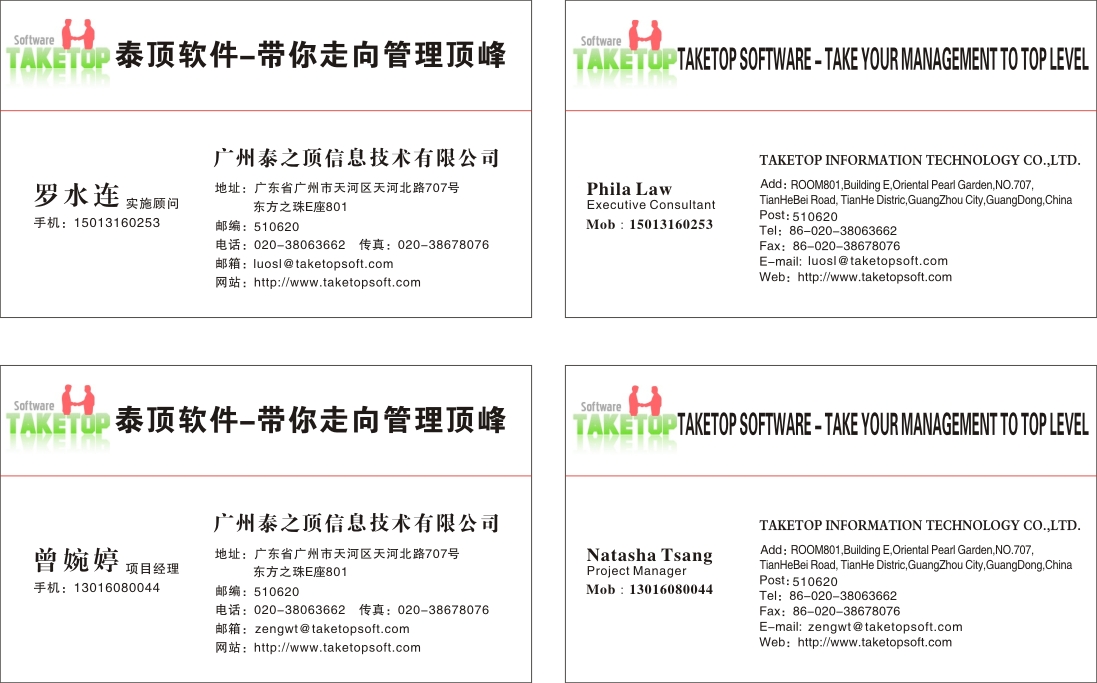 Software
TAKETOP 泰顶软件-带你走向管理顶峰
广州泰之顶信息技术有限公司
罗水连 实施顾问
手机：15013160253
地址：广东省广州市天河区天河北路707号
东方之珠E座801
邮编：510620
电话：020-38063662 传真：020-38678076
邮箱：luosl@taketopsoft.com
网站：http://www.taketopsoft.com
Software
TAKETOP TAKETOP SOFTWARE – TAKE YOUR MANAGEMENT TO TOP LEVEL
TAKETOP INFORMATION TECHNOLOGY CO.,LTD.
Phila Law
Executive Consultant
Mob：15013160253
Add：ROOM801,Building E,Oriental Pearl Garden,NO.707,
TianHeBei Road, TianHe Distric,GuangZhou City,GuangDong,China
Post：510620
Tel：86-020-38063662
Fax：86-020-38678076
E-mail: luosl@taketopsoft.com
Web：http://www.taketopsoft.com
Software
TAKETOP 泰顶软件-带你走向管理顶峰
广州泰之顶信息技术有限公司
曾婉婷 项目经理
手机：13016080044
地址：广东省广州市天河区天河北路707号
东方之珠E座801
邮编：510620
电话：020-38063662 传真：020-38678076
邮箱：zengwt@taketopsoft.com
网站：http://www.taketopsoft.com
Software
TAKETOP TAKETOP SOFTWARE – TAKE YOUR MANAGEMENT TO TOP LEVEL
TAKETOP INFORMATION TECHNOLOGY CO.,LTD.
Natasha Tsang
Project Manager
Mob：13016080044
Add：ROOM801,Building E,Oriental Pearl Garden,NO.707,
TianHeBei Road, TianHe Distric,GuangZhou City,GuangDong,China
Post：510620
Tel：86-020-38063662
Fax：86-020-38678076
E-mail: zengwt@taketopsoft.com
Web：http://www.taketopsoft.com